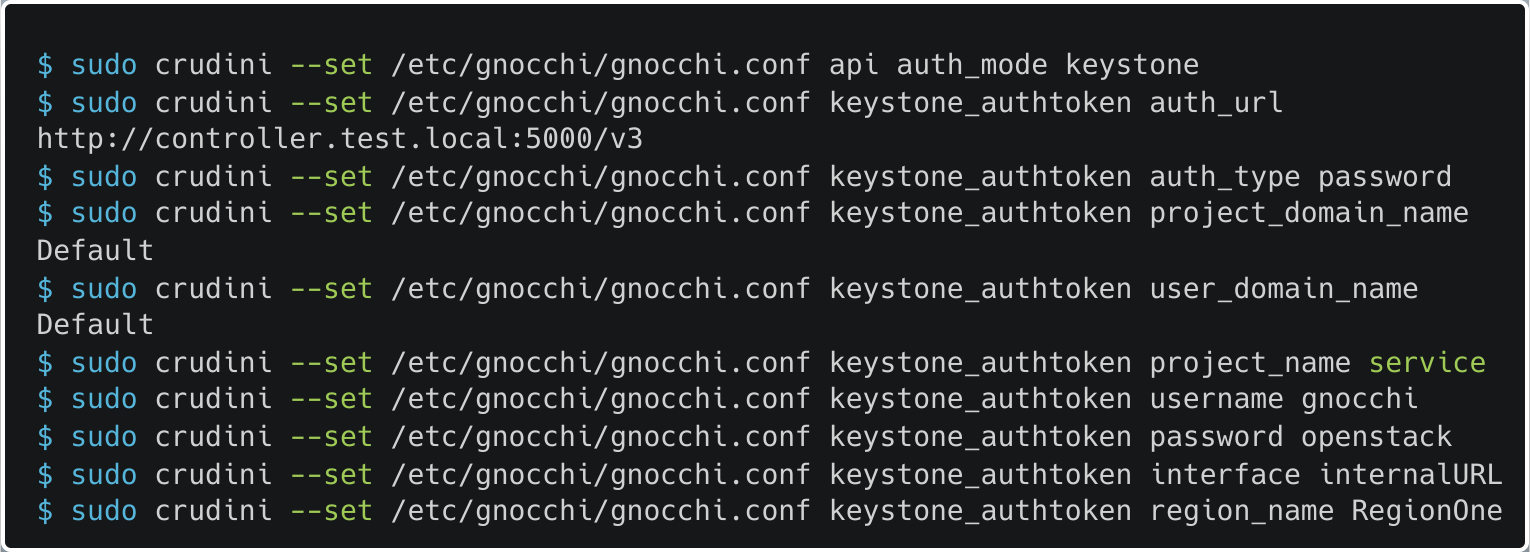 $ sudo crudini --set /etc/gnocchi/gnocchi.conf api auth_mode keystone
$ sudo crudini --set /etc/gnocchi/gnocchi.conf keystone_authtoken auth_url
http://controller.test.local:5000/v3
$ sudo crudini --set /etc/gnocchi/gnocchi.conf keystone_authtoken auth_type password
$ sudo crudini --set /etc/gnocchi/gnocchi.conf keystone_authtoken project_domain_name
Default
$ sudo crudini --set /etc/gnocchi/gnocchi.conf keystone_authtoken user_domain_name
Default
$ sudo crudini --set /etc/gnocchi/gnocchi.conf keystone_authtoken project_name service
$ sudo crudini --set /etc/gnocchi/gnocchi.conf keystone_authtoken username gnocchi
$ sudo crudini --set /etc/gnocchi/gnocchi.conf keystone_authtoken password openstack
$ sudo crudini --set /etc/gnocchi/gnocchi.conf keystone_authtoken interface internalURL
$ sudo crudini --set /etc/gnocchi/gnocchi.conf keystone_authtoken region_name RegionOne